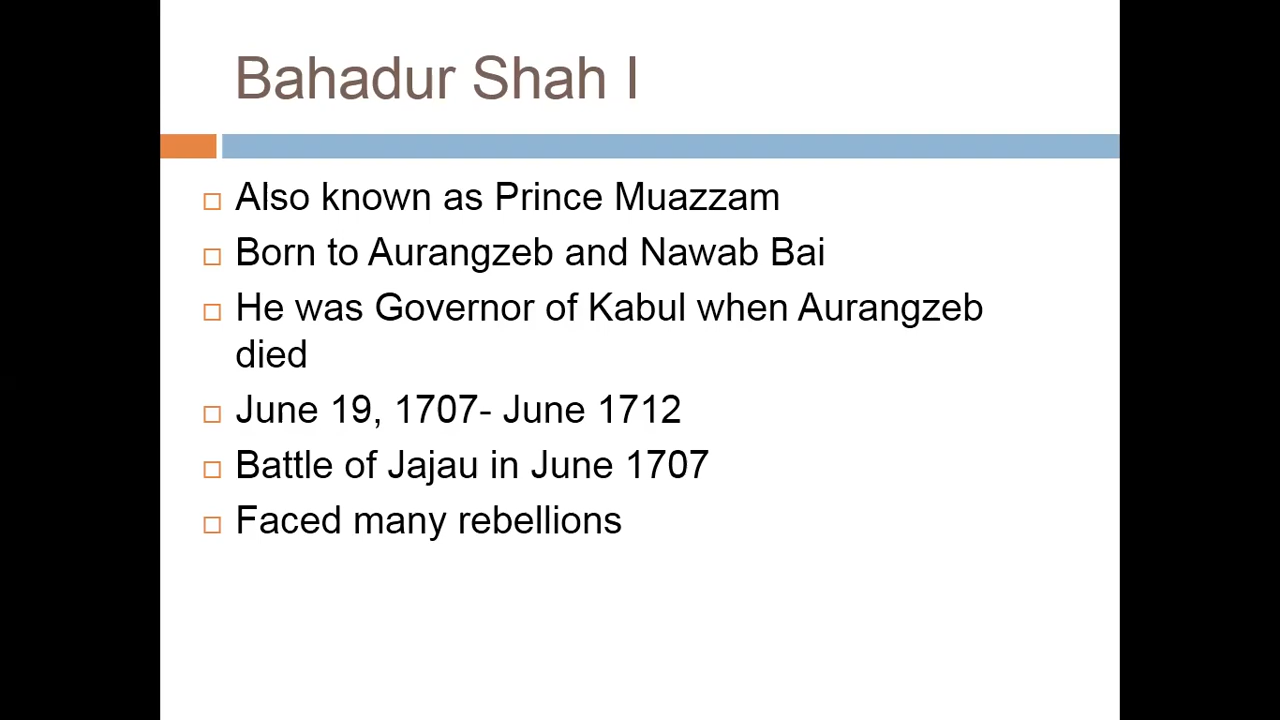 Bahadur Shah I
Also known as Prince Muazzam
Born to Aurangzeb and Nawab Bai
He was Governor of Kabul when Aurangzeb
died
June 19, 1707- June 1712
Battle of Jajau in June 1707
Faced many rebellions